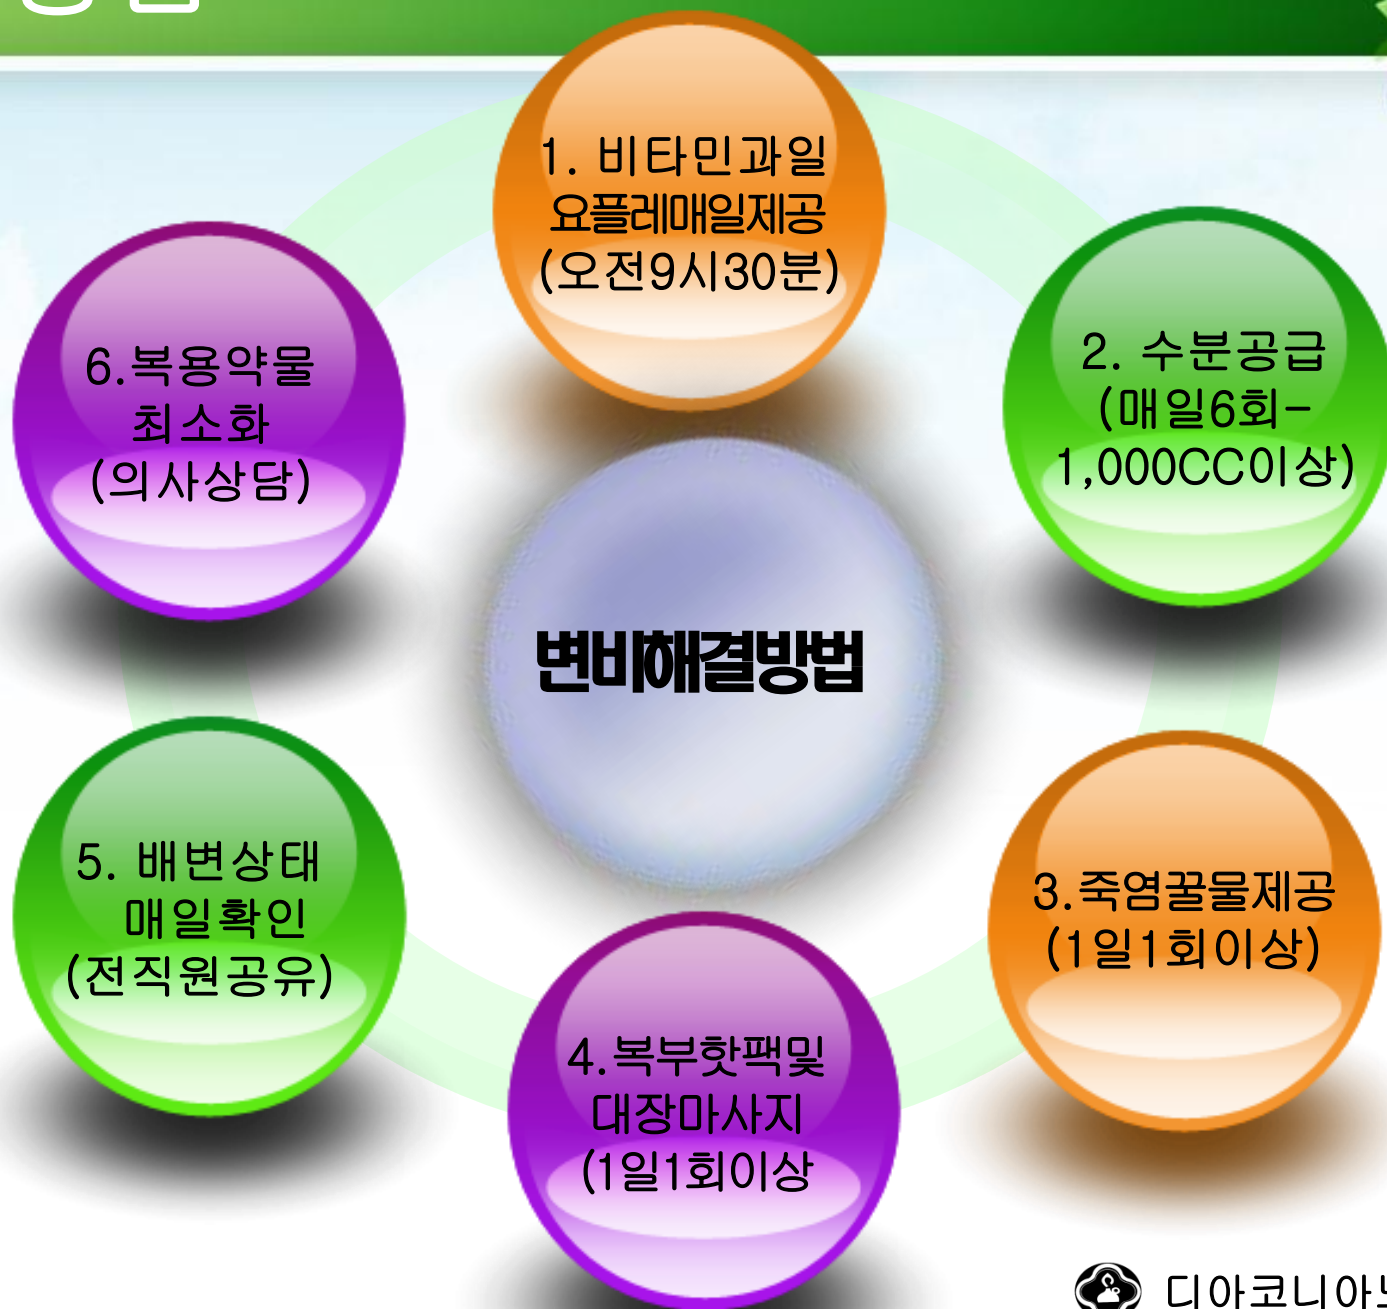 1. 비타민과일
요플레매일제공
(오전9시30분)
2. 수분공급
(매일6회-
1,000CC이상)
3.죽염꿀물제공
(1일1회이상)
4.복부핫팩및
대장마사지
(1일1회이상
5. 배변상태
매일확인
(전직원공유)
6.복용약물
최소화
(의사상담)
변비해결방법
디아코니아